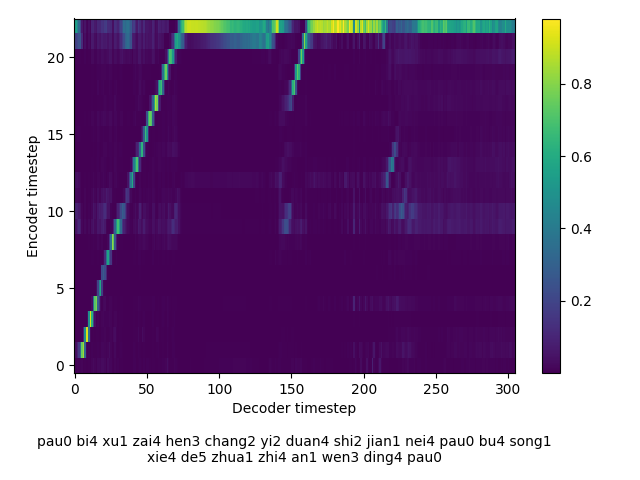 20
15
10
5
0
Encoder timestep
0 50 100 150 200 250 300
Decoder timestep
0.8
0.6
0.4
0.2
pau0 bi4 xu1 zai4 hen3 chang2 yi2 duan4 shi2 jian1 nei4 pau0 bu4 song1
xie4 de5 zhua1 zhi4 an1 wen3 ding4 pau0